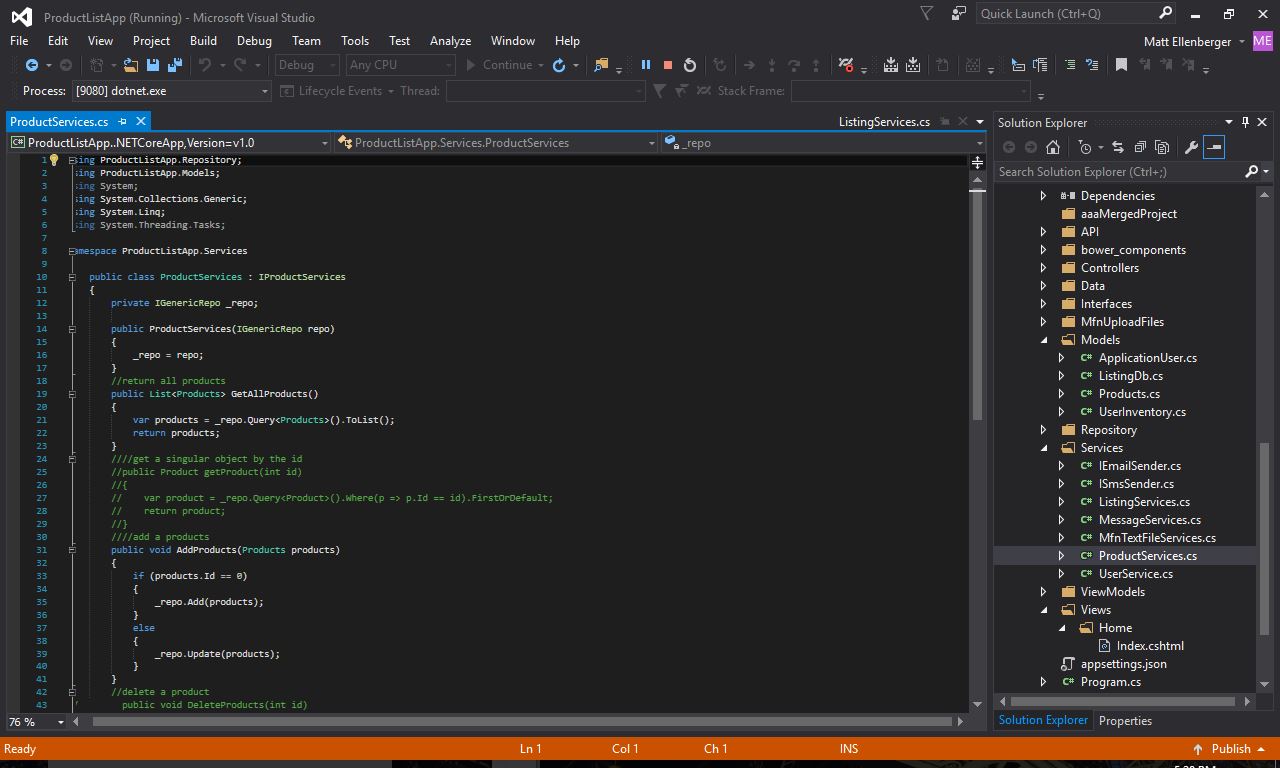 ProductListApp (Running) - Microsoft Visual Studio
Quick Launch (Ctrl+Q)
File Edit View Project Build Debug Team Tools Test Analyze Window Help
Matt Ellenberger ME
Debug Any CPU Continue
Process: [9080] dotnet.exe Lifecycle Events Thread: Stack Frame:
ProductServices.cs
ListingServices.cs
C# ProductListApp..NETCoreApp,Version=v1.0 ProductListApp.Services.ProductServices _repo
1 sing ProductListApp.Repository;
2 sing ProductListApp.Models;
3 sing System;
4 sing System.Collections.Generic;
5 sing System.Linq;
6 sing System.Threading.Tasks;
7
8 amespace ProductListApp.Services
9
10 public class ProductServices : IProductServices
11 {
12 private IGenericRepo _repo;
13
14 public ProductServices(IGenericRepo repo)
15 {
16 _repo = repo;
17 }
18 //return all products
19 public List<Products> GetAllProducts()
20 {
21 var products = _repo.Query<Products>().ToList();
22 return products;
23 }
24 ////get a singular object by the id
25 //public Product getProduct(int id)
26 //{
27 // var product = _repo.Query<Product>().Where(p => p.Id == id).FirstOrDefault;
28 // return product;
29 //}
30 ////add a products
31 public void AddProducts(Products products)
32 {
33 if (products.Id == 0)
34 {
35 _repo.Add(products);
36 }
37 else
38 {
39 _repo.Update(products);
40 }
41 }
42 //delete a product
43 / public void DeleteProducts(int id)
76 %
Solution Explorer
Search Solution Explorer (Ctrl+;)
Dependencies
aaaMergedProject
API
bower_components
Controllers
Data
Interfaces
MfnUploadFiles
Models
C# ApplicationUser.cs
C# ListingDb.cs
C# Products.cs
C# UserInventory.cs
Repository
Services
C# IEmailSender.cs
C# ISmsSender.cs
C# ListingServices.cs
C# MessageServices.cs
C# MfnTextFileServices.cs
C# ProductServices.cs
C# UserService.cs
ViewModels
Views
Home
Index.cshtml
appsettings.json
C# Program.cs
Solution Explorer Properties
Ready Ln 1 Col 1 Ch 1 INS Publish